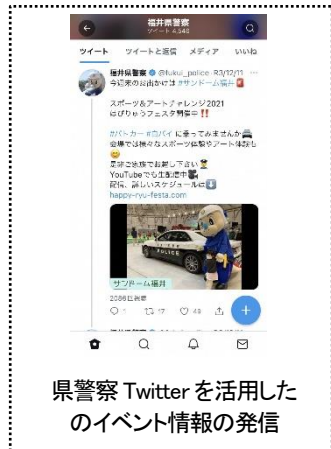 福井県警察
ツイート 4,540
ツイート ツイートと返信 メディア いいね
福井県警察 @fukui_police R3/12/11
今週末のお出かけは #サンドーム福井
スポーツ&アートチャレンジ2021
はぴりゅうフェスタ開催中!!
#パトカー #白バイ に乗ってみませんか
会場では様々なスポーツ体験やアート体験も
是非ご家族でお越し下さい
YouTubeでも生配信中
配信、詳しいスケジュールは
happy-ryu-festa.com
POLICE
サンドーム福井
1 17 49
県警察 Twitter を活用した
のイベント情報の発信